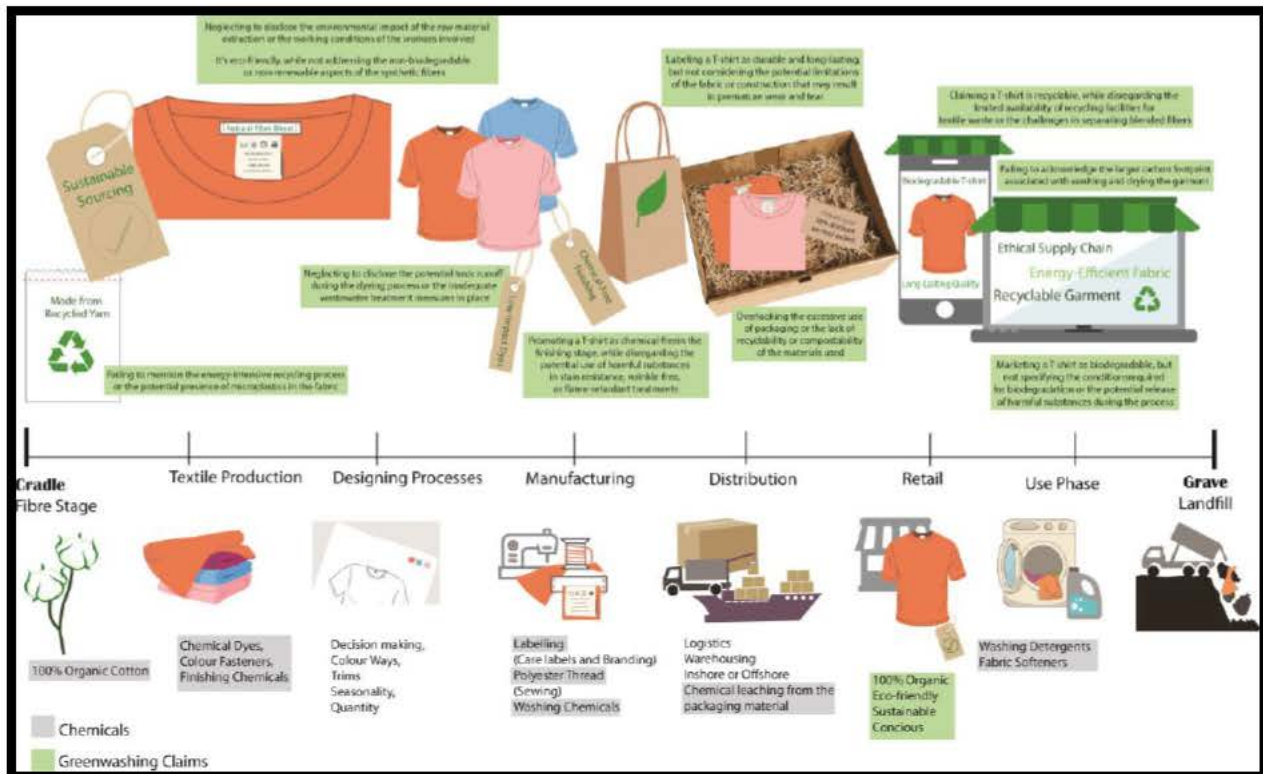 Neglecting to disclose the environmental impact of the raw material
extraction or the working conditions of the workers involved
It's eco-friendly, while not addressing the non-biodegradable
or non-renewable aspects of the synthetic fibers
Labeling a T-shirt as durable and long-lasting,
but not considering the potential limitations
of the fabric or construction that may result
in premature wear and tear
Claiming a T-shirt is recyclable, while disregarding the
limited availability of recycling facilities for
textile waste or the challenges in separating blended fibers
Natural Fibre Blend
Sustainable
Sourcing
Failing to acknowledge the larger carbon footprint
associated with washing and drying the garment
Biodegradable T-shirt
Long-Lasting Quality
Ethical Supply Chain
Energy-Efficient Fabric
Recyclable Garment
Neglecting to disclose the potential toxic runoff
during the dyeing process or the inadequate
wastewater treatment measures in place
Chemical-Free
Finishing
Low-Impact Dyes
Made from
Recycled Yarn
Failing to mention the energy-intensive recycling process
or the potential presence of microplastics in the fabric
Promoting a T-shirt as chemical-free in the
finishing stage, while disregarding the
potential use of harmful substances
in stain resistance, wrinkle-free,
or flame-retardant treatments
Overlooking the excessive use
of packaging or the lack of
recyclability or compostability
of the materials used
Marketing a T-shirt as biodegradable, but
not specifying the conditions required
for biodegradation or the potential release
of harmful substances during the process
Cradle
Fibre Stage
Textile Production
Designing Processes
Manufacturing
Distribution
Retail
Use Phase
Grave
Landfill
100% Organic Cotton
Chemical Dyes,
Colour Fasteners,
Finishing Chemicals
Decision making,
Colour Ways,
Trims
Seasonality,
Quantity
Labelling
(Care labels and Branding)
Polyester Thread
(Sewing)
Washing Chemicals
Logistics
Warehousing
Inshore or Offshore
Chemical leaching from the
packaging material
100% Organic
Eco-friendly
Sustainable
Concious
Washing Detergents
Fabric Softeners
Chemicals
Greenwashing Claims